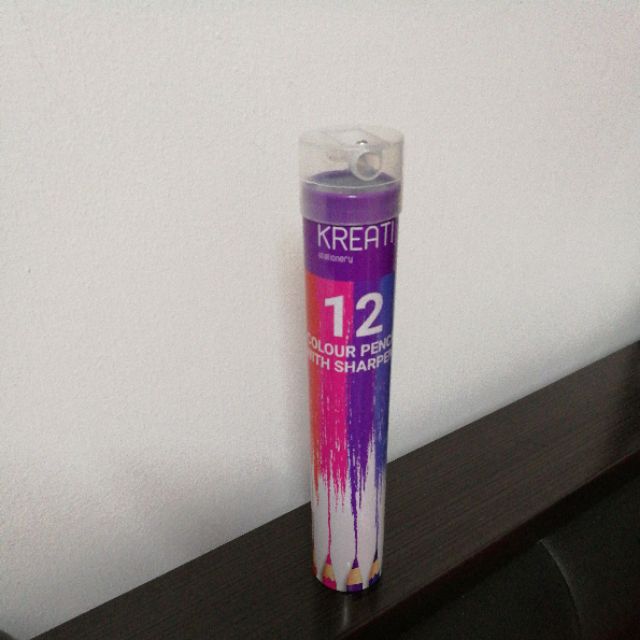 KREATI
stationery
12
COLOUR PENC
WITH SHARPE